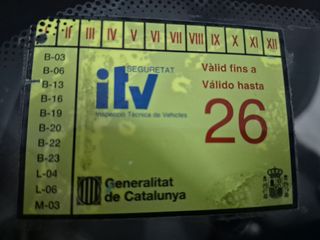 II III IV V VI VII VIII IX X XI XII
B-03
B-06
B-13
B-16
B-19
B-20
B-22
B-23
L-04
L-06
M-03
SEGURETAT
itv
Inspecció Tècnica de Vehicles
Vàlid fins a
Válido hasta
26
Generalitat
de Catalunya